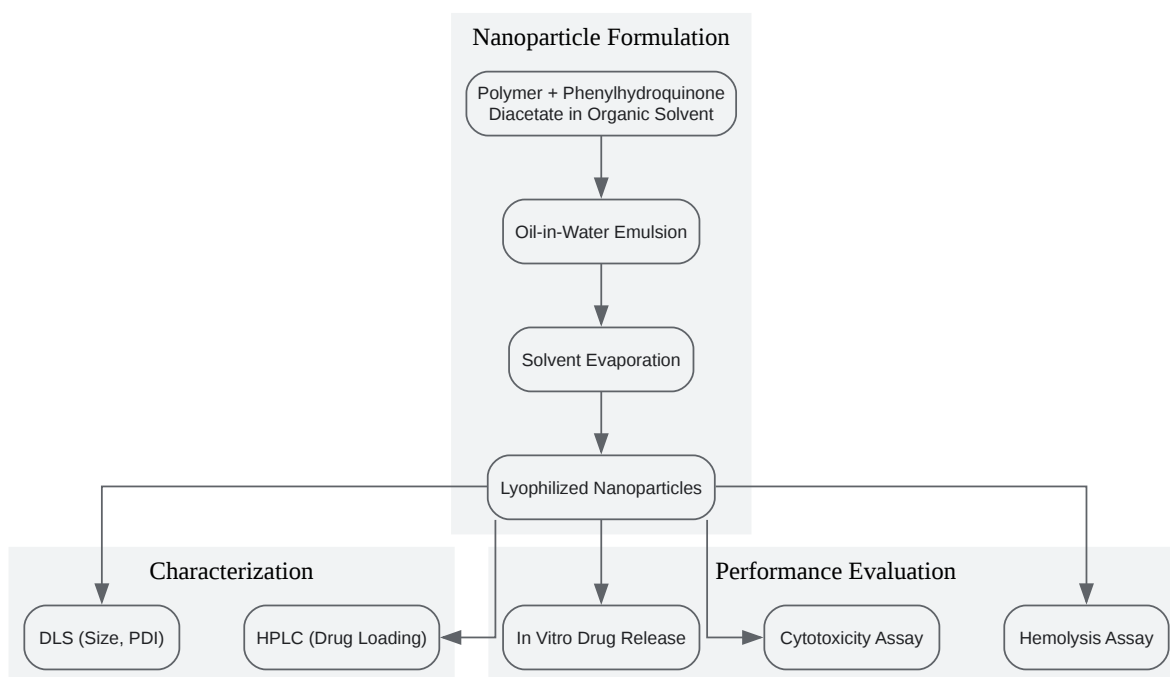 Nanoparticle Formulation
Polymer + Phenylhydroquinone
Diacetate in Organic Solvent
Oil-in-Water Emulsion
Solvent Evaporation
Lyophilized Nanoparticles
Characterization
DLS (Size, PDI)
HPLC (Drug Loading)
Performance Evaluation
In Vitro Drug Release
Cytotoxicity Assay
Hemolysis Assay